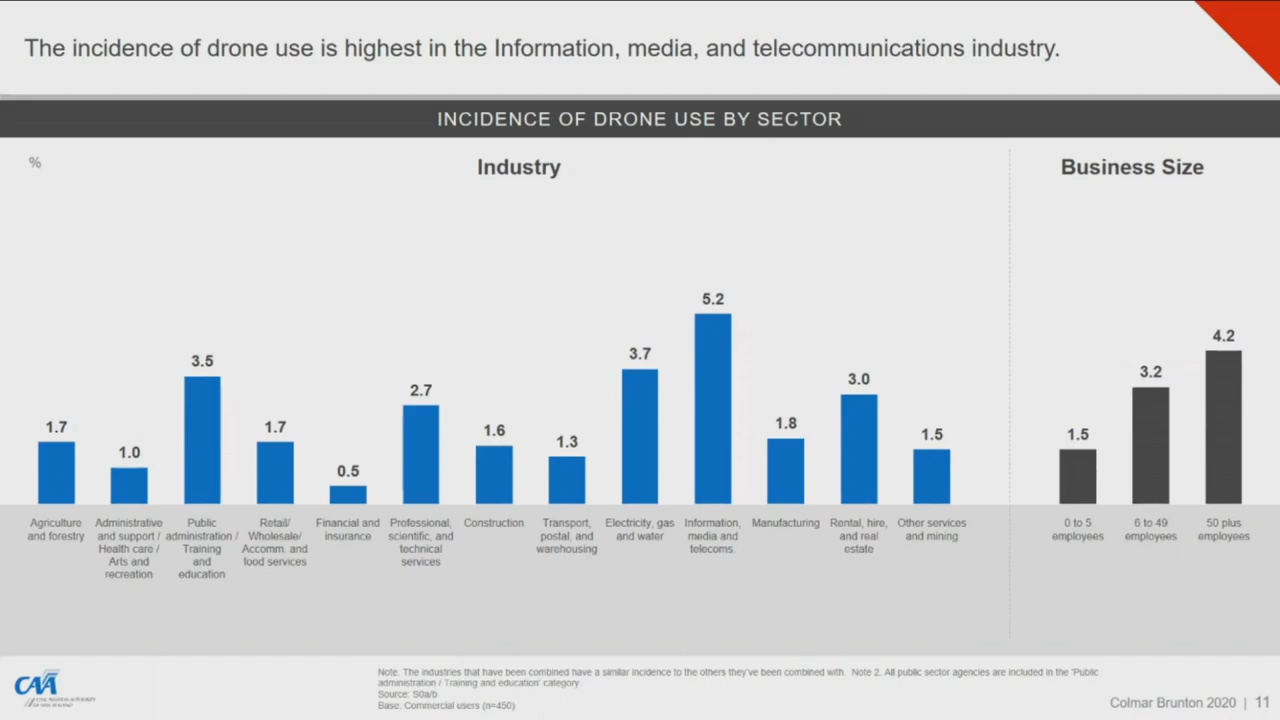 The incidence of drone use is highest in the Information, media, and telecommunications industry.
INCIDENCE OF DRONE USE BY SECTOR
%
Industry
1.7
1.0
3.5
1.7
0.5
2.7
1.6
1.3
3.7
5.2
1.8
3.0
1.5
Agriculture
and forestry
Administrative
and support /
Health care /
Arts and
recreation
Public
administration /
Training
and
education
Retail/
Wholesale/
Accomm. and
food services
Financial and
insurance
Professional,
scientific, and
technical
services
Construction
Transport,
postal, and
warehousing
Electricity, gas
and water
Information,
media and
telecoms.
Manufacturing
Rental, hire,
and real
estate
Other services
and mining
Business Size
1.5
3.2
4.2
0 to 5
employees
6 to 49
employees
50 plus
employees
CAA
CIVIL AVIATION AUTHORITY
OF NEW ZEALAND
Note. The industries that have been combined have a similar incidence to the others they've been combined with. Note 2. All public sector agencies are included in the 'Public
administration / Training and education' category.
Source: S0a/b
Base: Commercial users (n=450)
Colmar Brunton 2020 | 11